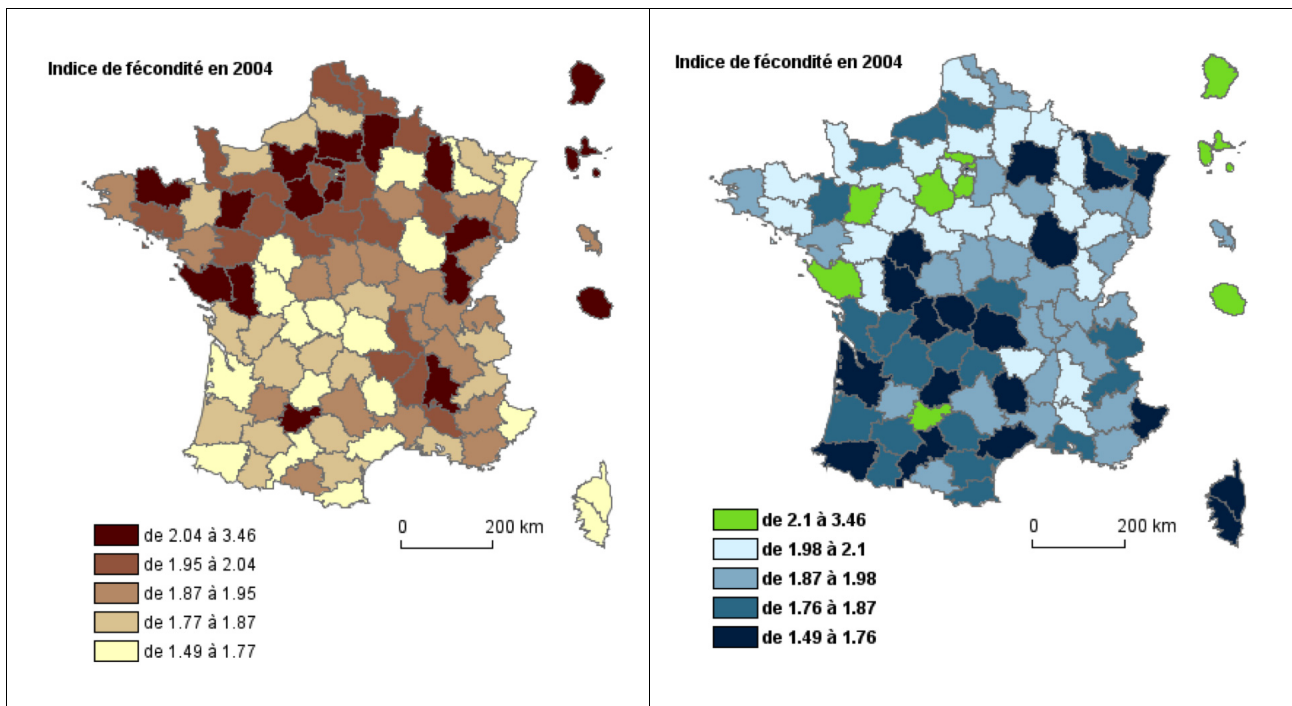 Indice de fécondité en 2004
de 2.04 à 3.46
de 1.95 à 2.04
de 1.87 à 1.95
de 1.77 à 1.87
de 1.49 à 1.77
0 200 km
Indice de fécondité en 2004
de 2.1 à 3.46
de 1.98 à 2.1
de 1.87 à 1.98
de 1.76 à 1.87
de 1.49 à 1.76
0 200 km